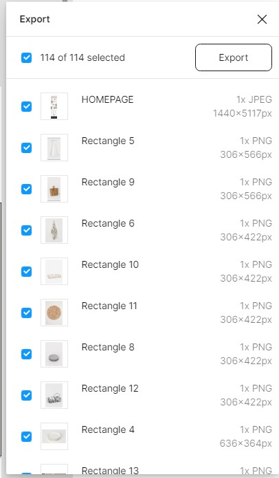 Export
114 of 114 selected
Export
HOMEPAGE
1x JPEG
1440×5117px
Rectangle 5
1x PNG
306×566px
Rectangle 9
1x PNG
306×566px
Rectangle 6
1x PNG
306×422px
Rectangle 10
1x PNG
306×422px
Rectangle 11
1x PNG
306×422px
Rectangle 8
1x PNG
306×422px
Rectangle 12
1x PNG
306×422px
Rectangle 4
1x PNG
636×364px
Rectangle 13
1x PNG